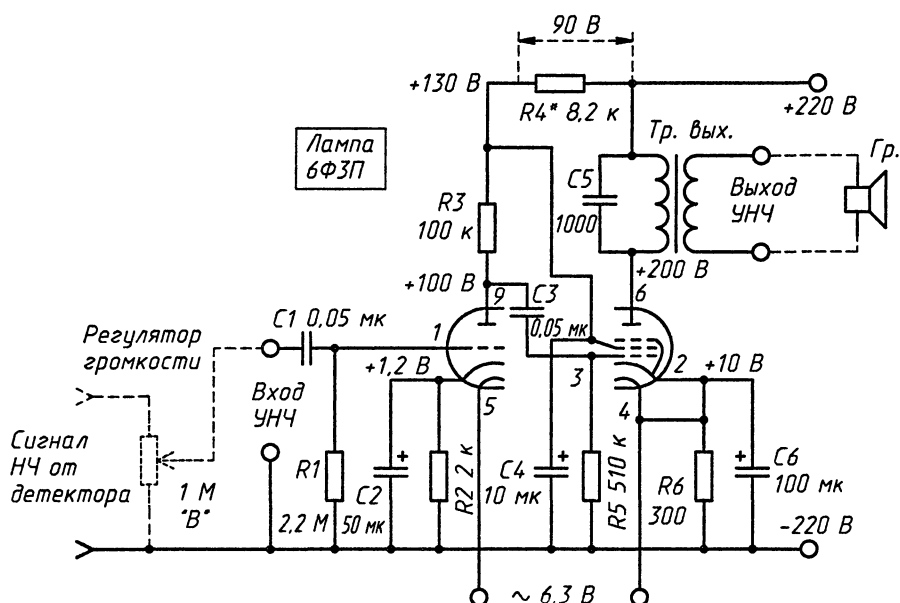 90 В
+130 В
R4* 8,2 к
+220 В
Лампа
6Ф3П
Тр. вых.
Гр.
C5
1000
Выход
УНЧ
R3
100 к
+200 В
+100 В
9
C3
0,05 мк
6
C1 0,05 мк
1
Регулятор
громкости
+1,2 В
3
2
+10 В
Вход
УНЧ
5
4
Сигнал
НЧ от
детектора
1 М
"В"
R1
2,2 М
C2
50 мк
R2 2 к
C4
10 мк
R5 510 к
R6
300
C6
100 мк
-220 В
~ 6,3 В